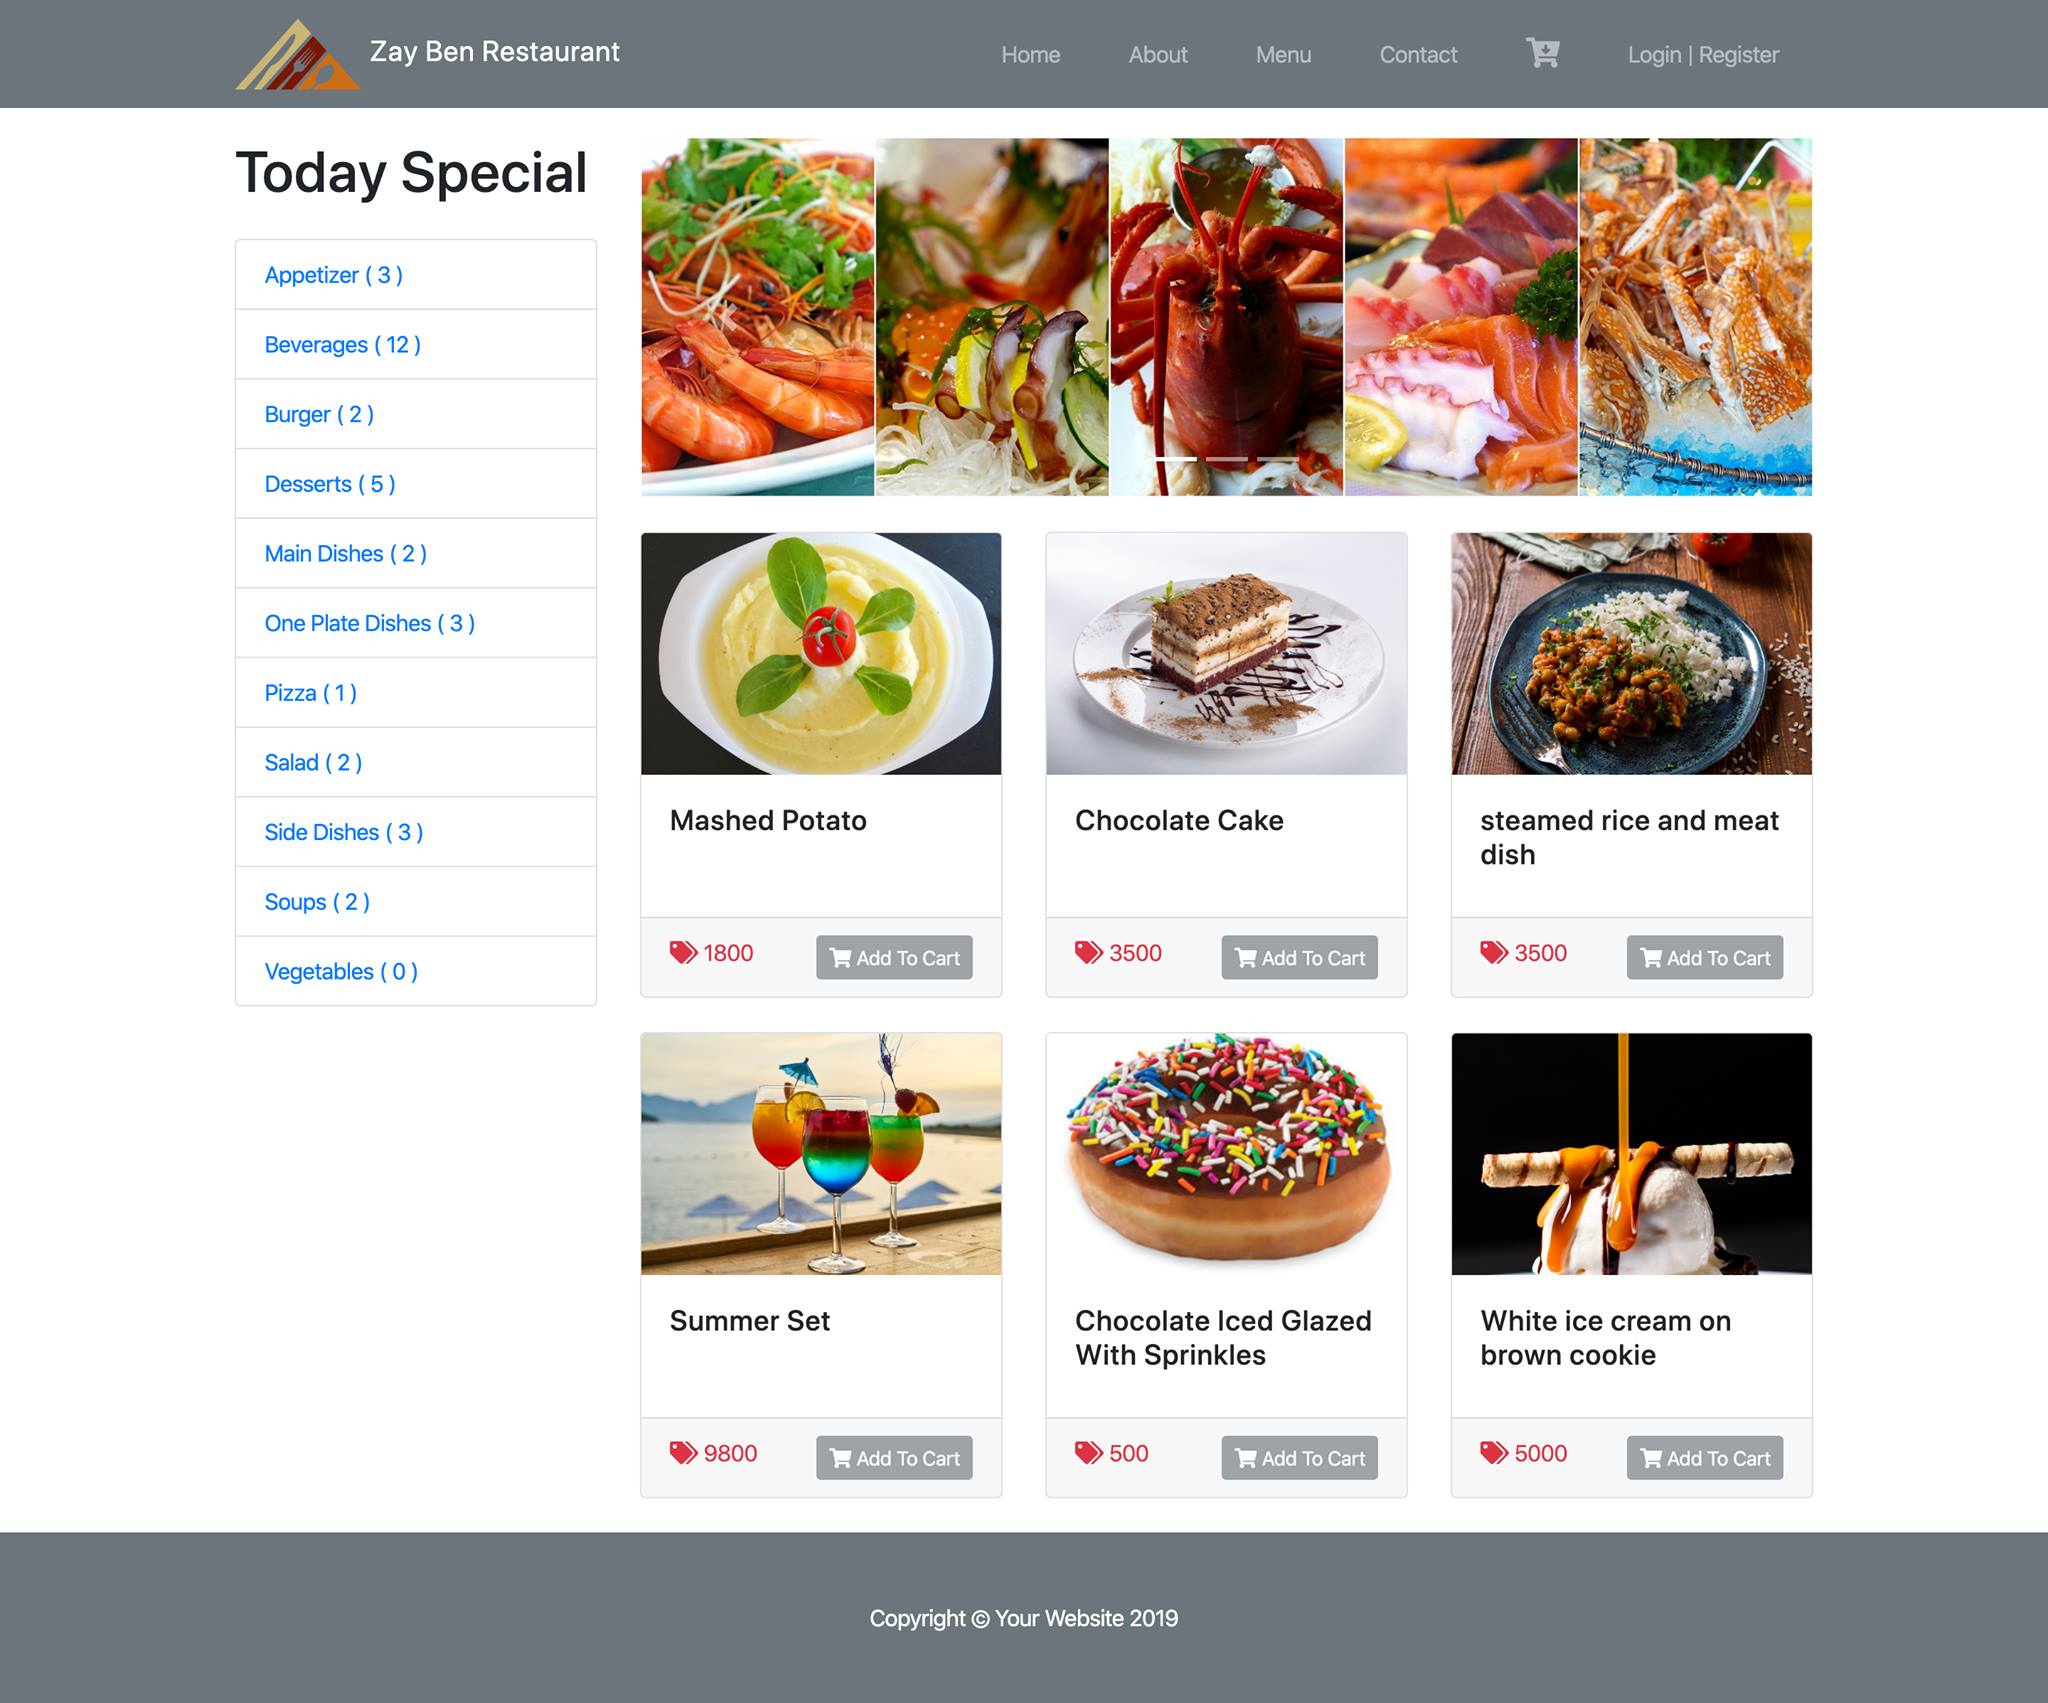 Zay Ben Restaurant
Home
About
Menu
Contact
Login | Register
Today Special
Appetizer ( 3 )
Beverages ( 12 )
Burger ( 2 )
Desserts ( 5 )
Main Dishes ( 2 )
One Plate Dishes ( 3 )
Pizza ( 1 )
Salad ( 2 )
Side Dishes ( 3 )
Soups ( 2 )
Vegetables ( 0 )
Mashed Potato
1800
Add To Cart
Chocolate Cake
3500
Add To Cart
steamed rice and meat
dish
3500
Add To Cart
Summer Set
9800
Add To Cart
Chocolate Iced Glazed
With Sprinkles
500
Add To Cart
White ice cream on
brown cookie
5000
Add To Cart
Copyright © Your Website 2019